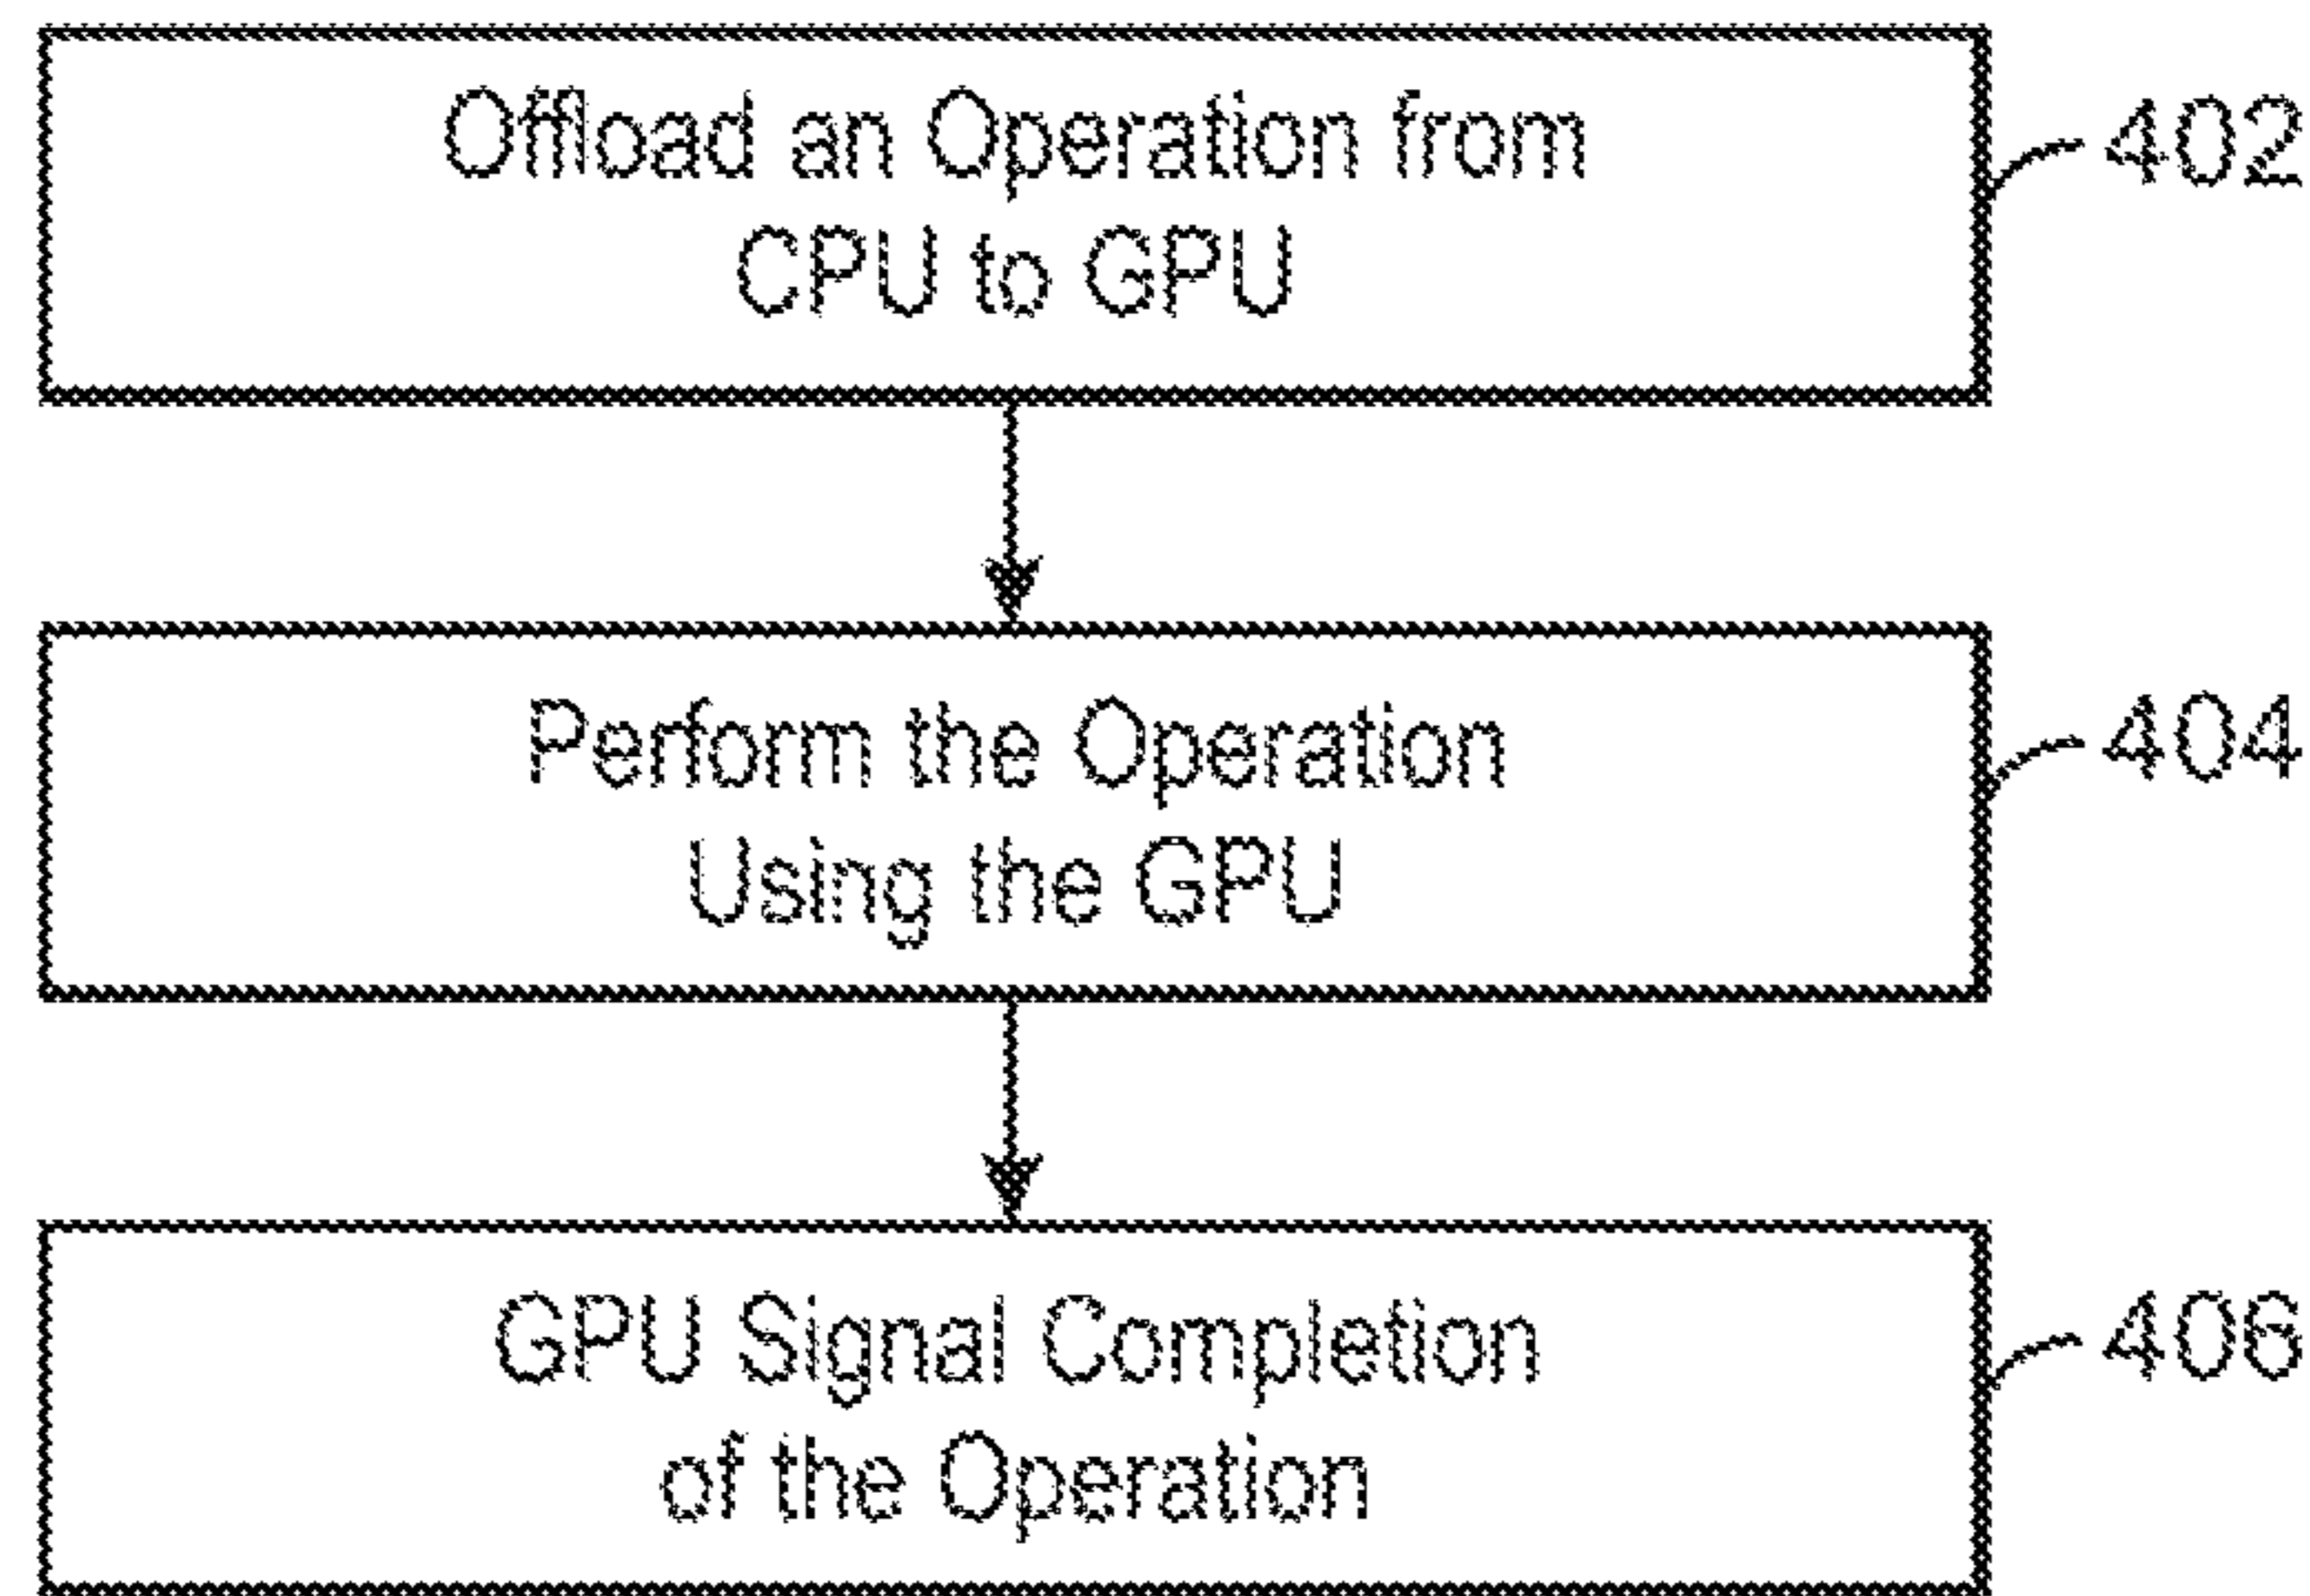 Offload an Operation from
CPU to GPU
402
Perform the Operation
Using the GPU
404
GPU Signal Completion
of the Operation
406